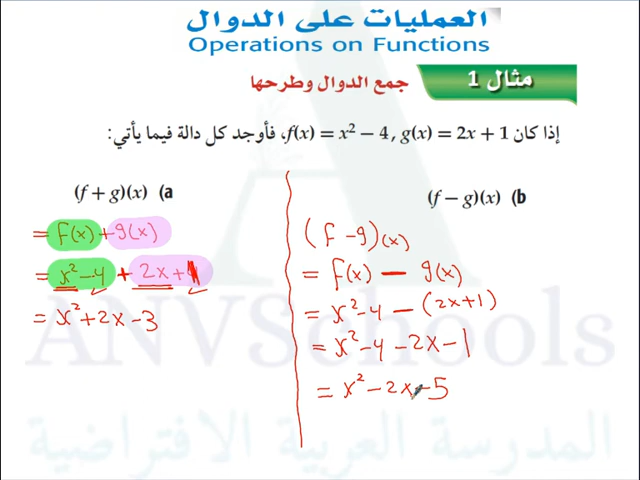 العمليات على الدوال
Operations on Functions
مثال 1
جمع الدوال وطرحها
إذا كان f(x) = x² − 4, g(x) = 2x + 1، فأوجد كل دالة فيما يأتي:
(f + g)(x) (a
= f(x) + g(x)
= x² − 4 + 2x + 1
= x² + 2x − 3
(f − g)(x) (b
(f − g)(x)
= f(x) − g(x)
= x² − 4 − (2x + 1)
= x² − 4 − 2x − 1
= x² − 2x − 5
ANVSchools
المدرسة العربية الافتراضية